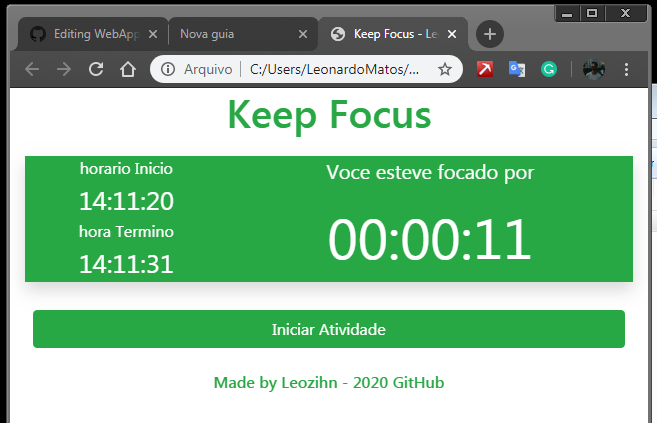 Editing WebApp
Nova guia
Keep Focus - Le
Arquivo | C:/Users/LeonardoMatos/...
Keep Focus
horario Inicio
14:11:20
hora Termino
14:11:31
Voce esteve focado por
00:00:11
Iniciar Atividade
Made by Leozihn - 2020 GitHub